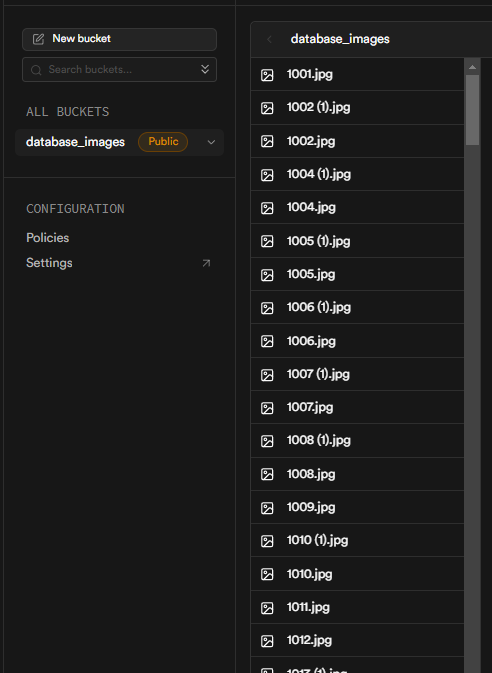 New bucket
Search buckets...
ALL BUCKETS
database_images Public
CONFIGURATION
Policies
Settings
database_images
1001.jpg
1002 (1).jpg
1002.jpg
1004 (1).jpg
1004.jpg
1005 (1).jpg
1005.jpg
1006 (1).jpg
1006.jpg
1007 (1).jpg
1007.jpg
1008 (1).jpg
1008.jpg
1009.jpg
1010 (1).jpg
1010.jpg
1011.jpg
1012.jpg